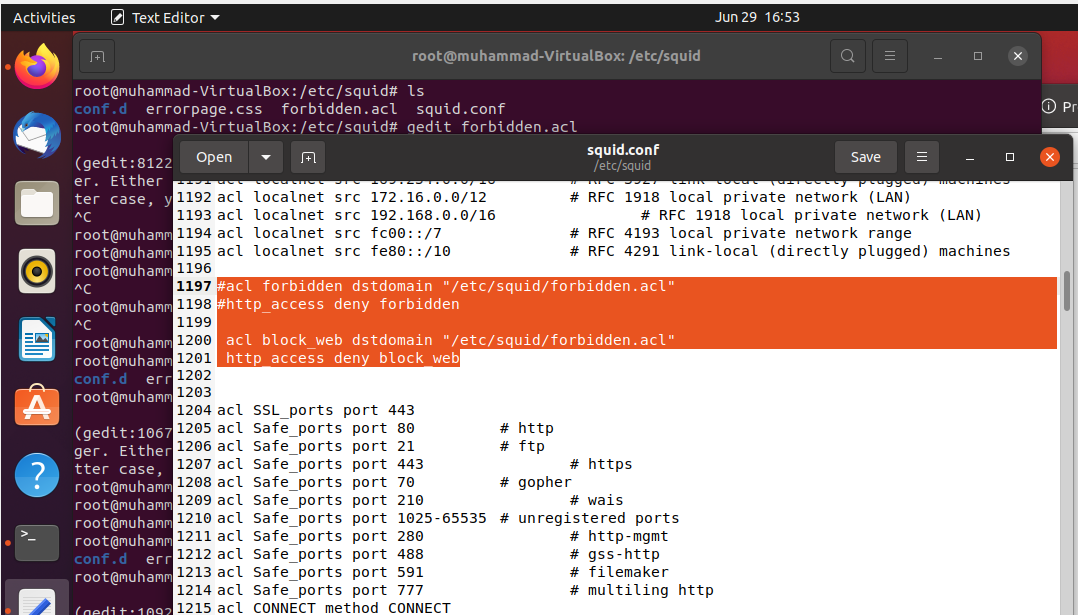 Activities Text Editor Jun 29 16:53
root@muhammad-VirtualBox: /etc/squid
root@muhammad-VirtualBox:/etc/squid# ls
conf.d errorpage.css forbidden.acl squid.conf
root@muhammad-VirtualBox:/etc/squid# gedit forbidden.acl
Pr
(gedit:8122
er. Either
ter case, y
^C
root@muhamm
root@muhamm
root@muhamm
^C
root@muhamm
^C
root@muhamm
root@muhamm
conf.d err
root@muhamm
(gedit:1067
ger. Either
tter case,
root@muhamm
root@muhamm
root@muhamm
root@muhamm
conf.d err
root@muhamm
(gedit:1092
Open squid.conf Save
/etc/squid
1192 acl localnet src 172.16.0.0/12 # RFC 1918 local private network (LAN)
1193 acl localnet src 192.168.0.0/16 # RFC 1918 local private network (LAN)
1194 acl localnet src fc00::/7 # RFC 4193 local private network range
1195 acl localnet src fe80::/10 # RFC 4291 link-local (directly plugged) machines
1196
1197 #acl forbidden dstdomain "/etc/squid/forbidden.acl"
1198 #http_access deny forbidden
1199
1200 acl block_web dstdomain "/etc/squid/forbidden.acl"
1201 http_access deny block_web
1202
1203
1204 acl SSL_ports port 443
1205 acl Safe_ports port 80 # http
1206 acl Safe_ports port 21 # ftp
1207 acl Safe_ports port 443 # https
1208 acl Safe_ports port 70 # gopher
1209 acl Safe_ports port 210 # wais
1210 acl Safe_ports port 1025-65535 # unregistered ports
1211 acl Safe_ports port 280 # http-mgmt
1212 acl Safe_ports port 488 # gss-http
1213 acl Safe_ports port 591 # filemaker
1214 acl Safe_ports port 777 # multiling http
1215 acl CONNECT method CONNECT